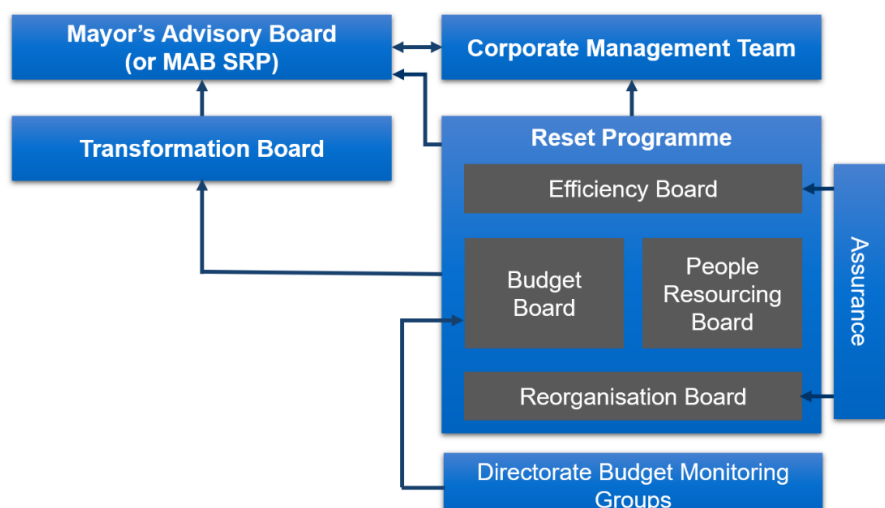 Mayor's Advisory Board
(or MAB SRP)
Corporate Management Team
Transformation Board
Reset Programme
Efficiency Board
Budget
Board
People
Resourcing
Board
Reorganisation Board
Assurance
Directorate Budget Monitoring
Groups